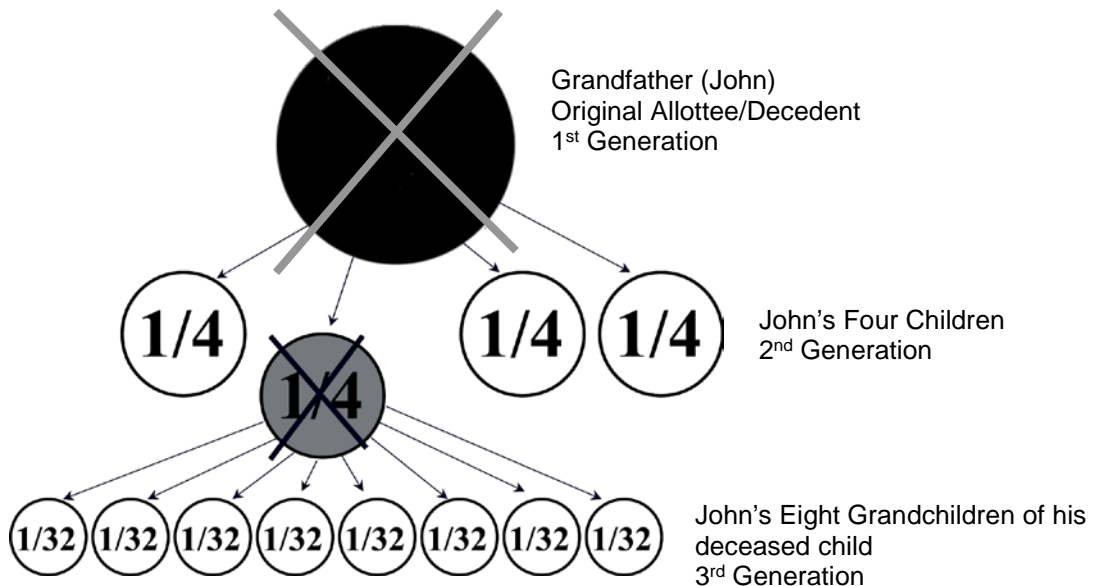 Grandfather (John)
Original Allottee/Decedent
1st Generation
1/4
1/4
1/4
1/4
John's Four Children
2nd Generation
1/32
1/32
1/32
1/32
1/32
1/32
1/32
1/32
John's Eight Grandchildren of his
deceased child
3rd Generation